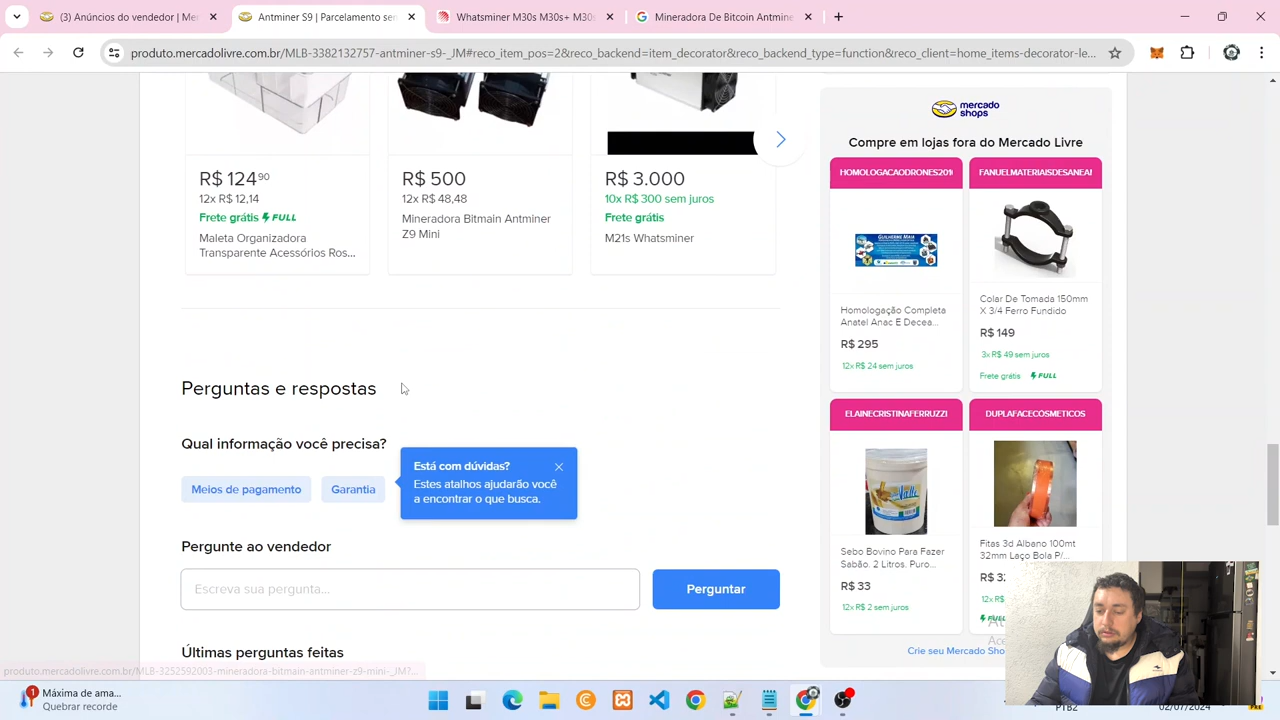 (3) Anúncios do vendedor | Me
Antminer S9 | Parcelamento sem
Whatsminer M30s M30s+ M30s
Mineradora De Bitcoin Antmine
produto.mercadolivre.com.br/MLB-3382132757-antminer-s9-_JM#reco_item_pos=2&reco_backend=item_decorator&reco_backend_type=function&reco_client=home_items-decorator-le...
R$ 124 90
12x R$ 12,14
Frete grátis FULL
Maleta Organizadora
Transparente Acessórios Ros...
R$ 500
12x R$ 48,48
Mineradora Bitmain Antminer
Z9 Mini
R$ 3.000
10x R$ 300 sem juros
Frete grátis
M21s Whatsminer
Perguntas e respostas
Qual informação você precisa?
Meios de pagamento
Garantia
Está com dúvidas?
Estes atalhos ajudarão você
a encontrar o que busca.
Pergunte ao vendedor
Escreva sua pergunta...
Perguntar
Últimas perguntas feitas
mercado
shops
Compre em lojas fora do Mercado Livre
HOMOLOGACAODRONES201
Homologação Completa
Anatel Anac E Decea...
R$ 295
12x R$ 24 sem juros
FANUELMATERIAISDESANEA
Colar De Tomada 150mm
X 3/4 Ferro Fundido
R$ 149
3x R$ 49 sem juros
Frete grátis FULL
ELAINECRISTINAFERRUZZI
Sebo Bovino Para Fazer
Sabão. 2 Litros. Puro...
R$ 33
12x R$ 2 sem juros
DUPLAFACECÓSMETICOS
Fitas 3d Albano 100mt
32mm Laço Bola P/...
R$ 32
12x R$
FULL
Crie seu Mercado Sho
produto.mercadolivre.com.br/MLB-3252592003-mineradora-bitmain-antminer-z9-mini-_JM?...
1
Máxima de ama...
Quebrar recorde
PTB2
02/07/2024